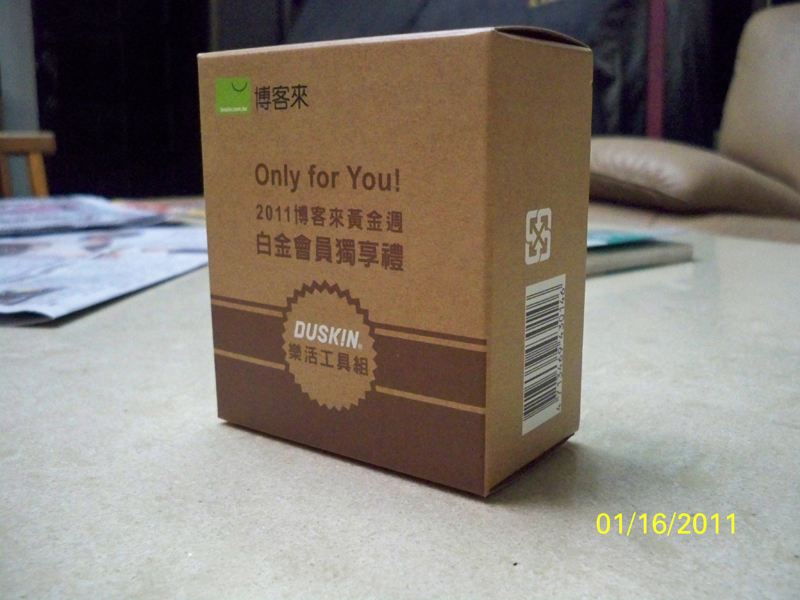 博客來
Only for You!
2011博客來黃金週
白金會員獨享禮
DUSKIN
樂活工具組
01/16/2011